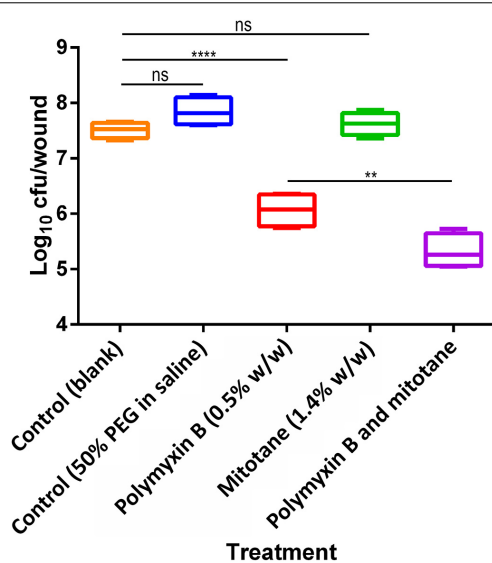 ns
****
ns
**
9
8
7
6
5
4
Log10 cfu/wound
Control (blank)
Control (50% PEG in saline)
Polymyxin B (0.5% w/w)
Mitotane (1.4% w/w)
Polymyxin B and mitotane
Treatment